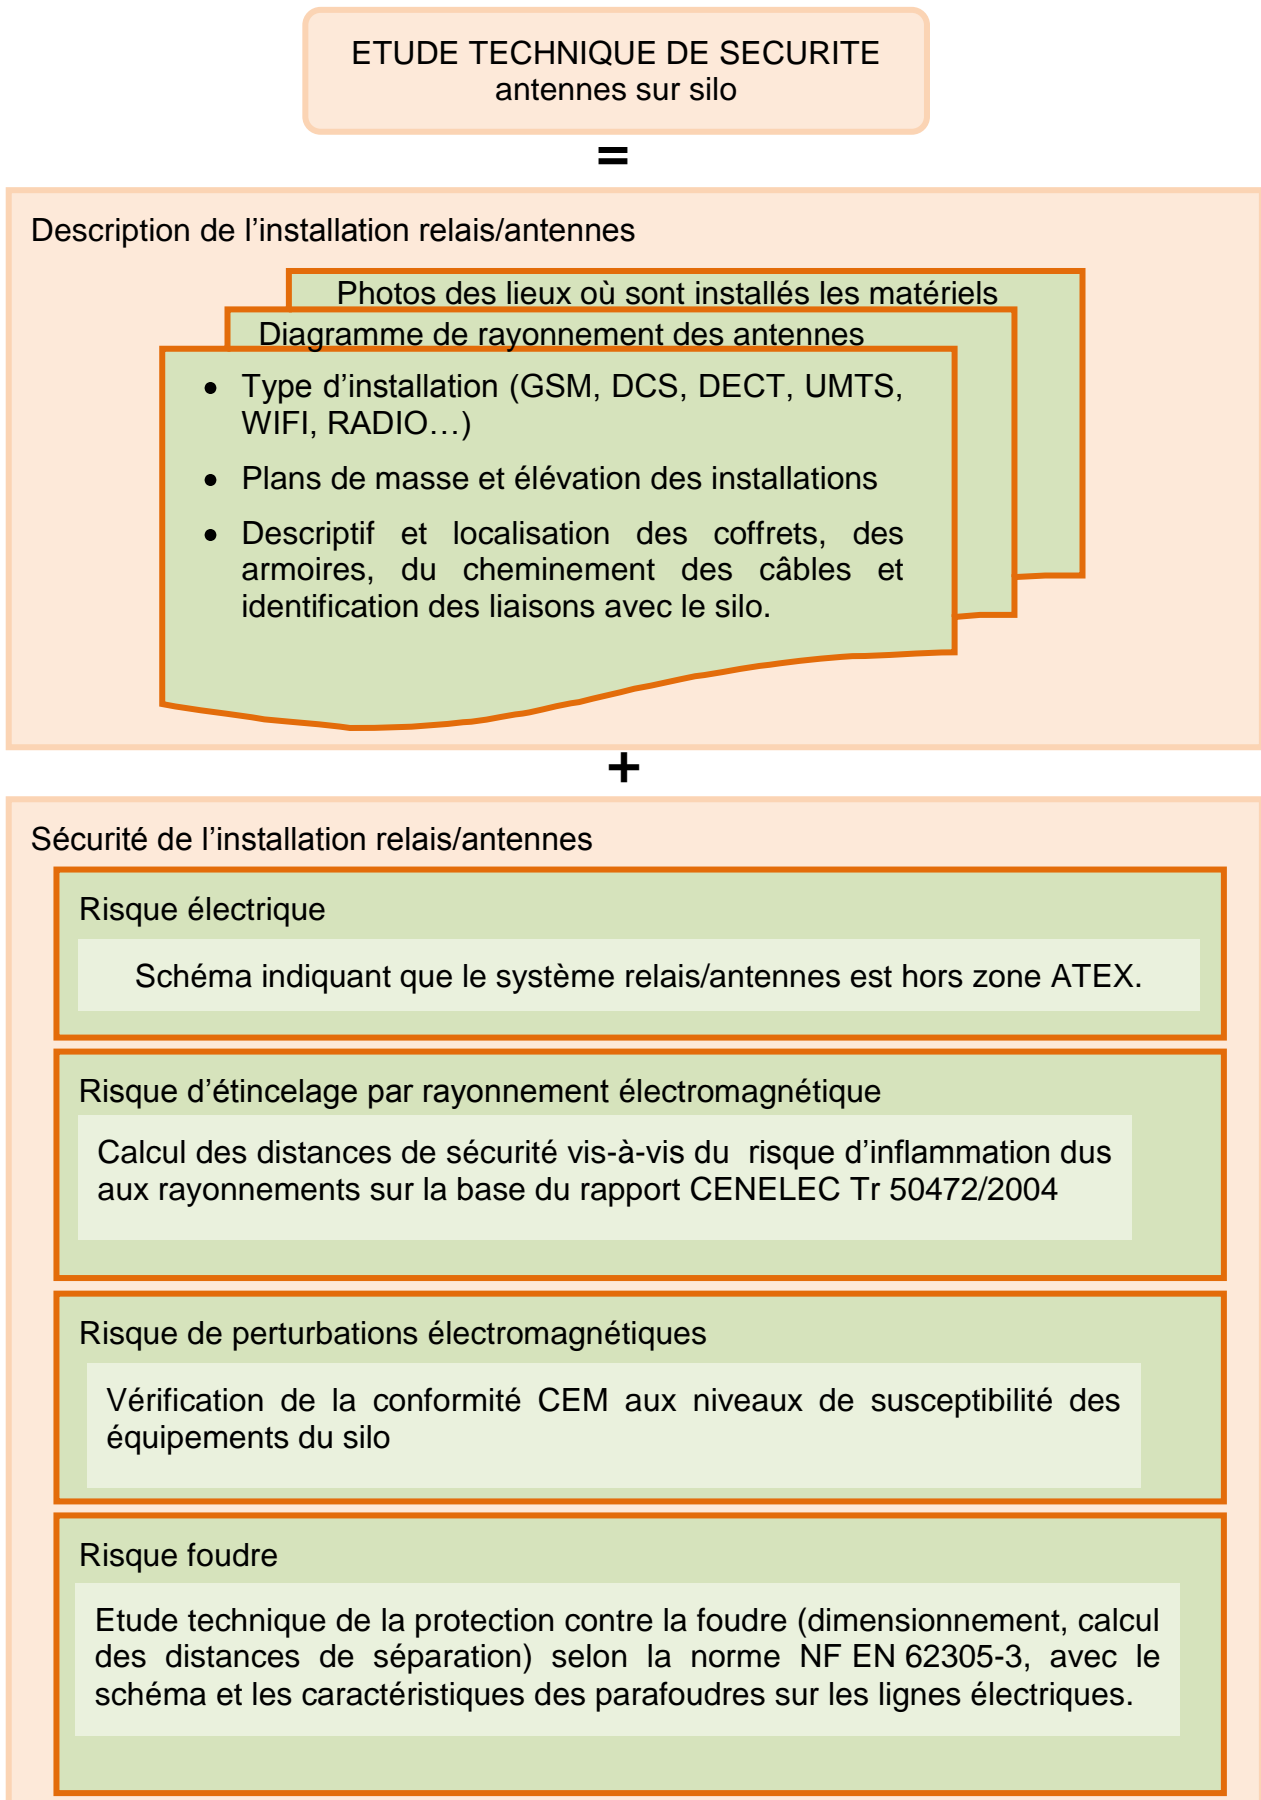 ETUDE TECHNIQUE DE SECURITE
antennes sur silo
=
Description de l’installation relais/antennes
Photos des lieux où sont installés les matériels
Diagramme de rayonnement des antennes
• Type d’installation (GSM, DCS, DECT, UMTS,
WIFI, RADIO…)
• Plans de masse et élévation des installations
• Descriptif et localisation des coffrets, des
armoires, du cheminement des câbles et
identification des liaisons avec le silo.
+
Sécurité de l’installation relais/antennes
Risque électrique
Schéma indiquant que le système relais/antennes est hors zone ATEX.
Risque d’étincelage par rayonnement électromagnétique
Calcul des distances de sécurité vis-à-vis du risque d’inflammation dus
aux rayonnements sur la base du rapport CENELEC Tr 50472/2004
Risque de perturbations électromagnétiques
Vérification de la conformité CEM aux niveaux de susceptibilité des
équipements du silo
Risque foudre
Etude technique de la protection contre la foudre (dimensionnement, calcul
des distances de séparation) selon la norme NF EN 62305-3, avec le
schéma et les caractéristiques des parafoudres sur les lignes électriques.